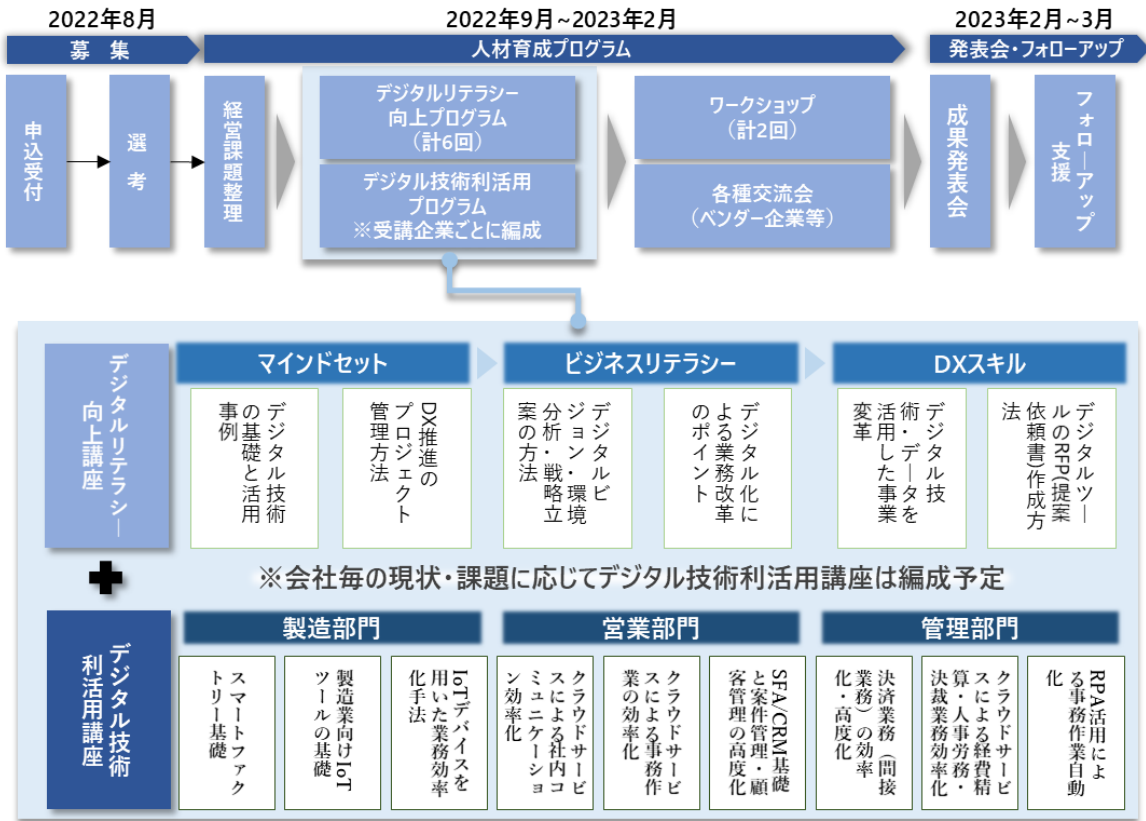 2022年8月
2022年9月~2023年2月
2023年2月~3月
募 集
人材育成プログラム
発表会・フォローアップ
申込受付
選考
経営課題整理
デジタルリテラシー
向上プログラム
(計6回)
デジタル技術利活用
プログラム
※受講企業ごとに編成
ワークショップ
(計2回)
各種交流会
(ベンダー企業等)
成果発表会
フォローアップ
支援
デジタルリテラシー
向上講座
マインドセット
ビジネスリテラシー
DXスキル
デジタル技術
の基礎と活用
事例
DX推進の
プロジェクト
管理方法
デジタルビ
ジョン・環境
分析・戦略立
案の方法
デジタル化に
よる業務改革
のポイント
デジタル技
術・データを
活用した事業
変革
デジタルツー
ルのRFP(提案
依頼書)作成方
法
※会社毎の現状・課題に応じてデジタル技術利活用講座は編成予定
デジタル技術
利活用講座
製造部門
営業部門
管理部門
スマートファク
トリー基礎
製造業向けIoT
ツールの基礎
IoTデバイスを
用いた業務効率
化手法
クラウドサービ
スによる社内コ
ミュニケーショ
ン効率化
クラウドサービ
スによる事務作
業の効率化
SFA/CRM基礎
と案件管理・顧
客管理の高度化
決済業務(間接
業務)の効率
化・高度化
クラウドサービ
スによる経費精
算・人事労務・
決裁業務効率化
RPA活用によ
る事務作業自動
化